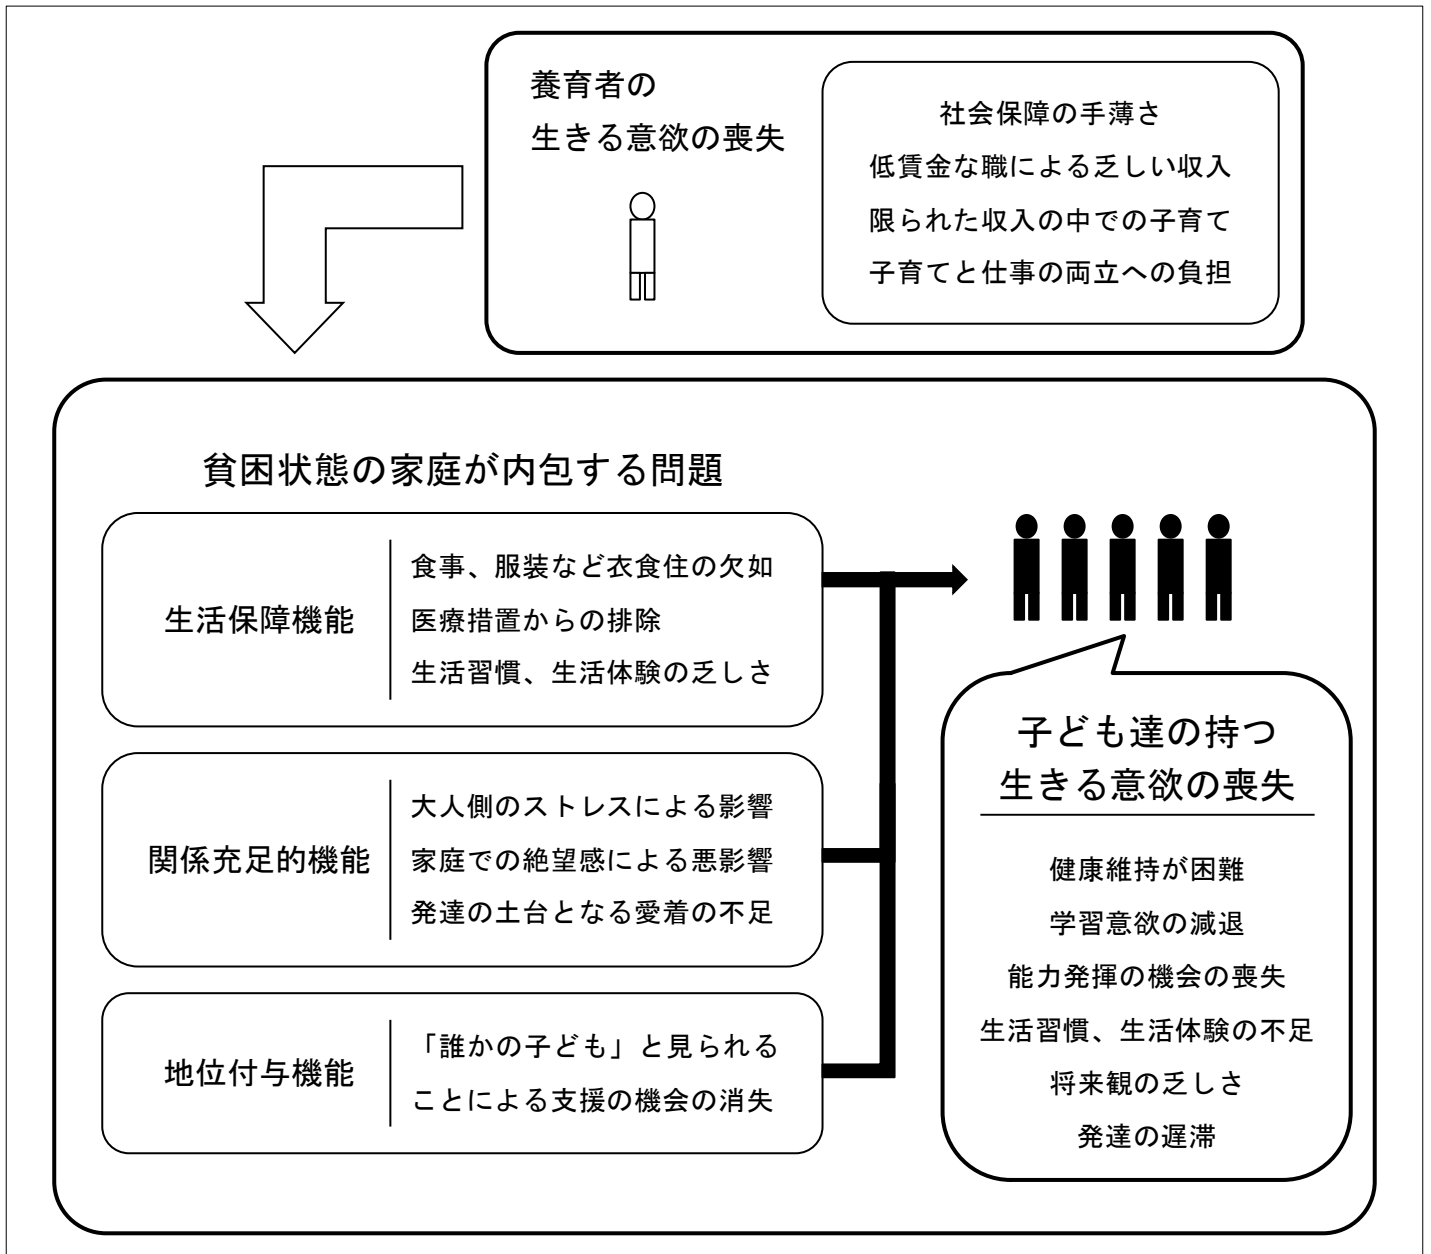 養育者の
生きる意欲の喪失
社会保障の手薄さ
低賃金な職による乏しい収入
限られた収入の中での子育て
子育てと仕事の両立への負担
貧困状態の家庭が内包する問題
生活保障機能
食事、服装など衣食住の欠如
医療措置からの排除
生活習慣、生活体験の乏しさ
関係充足的機能
大人側のストレスによる影響
家庭での絶望感による悪影響
発達の土台となる愛着の不足
地位付与機能
「誰かの子ども」と見られる
ことによる支援の機会の消失
子ども達の持つ
生きる意欲の喪失
健康維持が困難
学習意欲の減退
能力発揮の機会の喪失
生活習慣、生活体験の不足
将来観の乏しさ
発達の遅滞